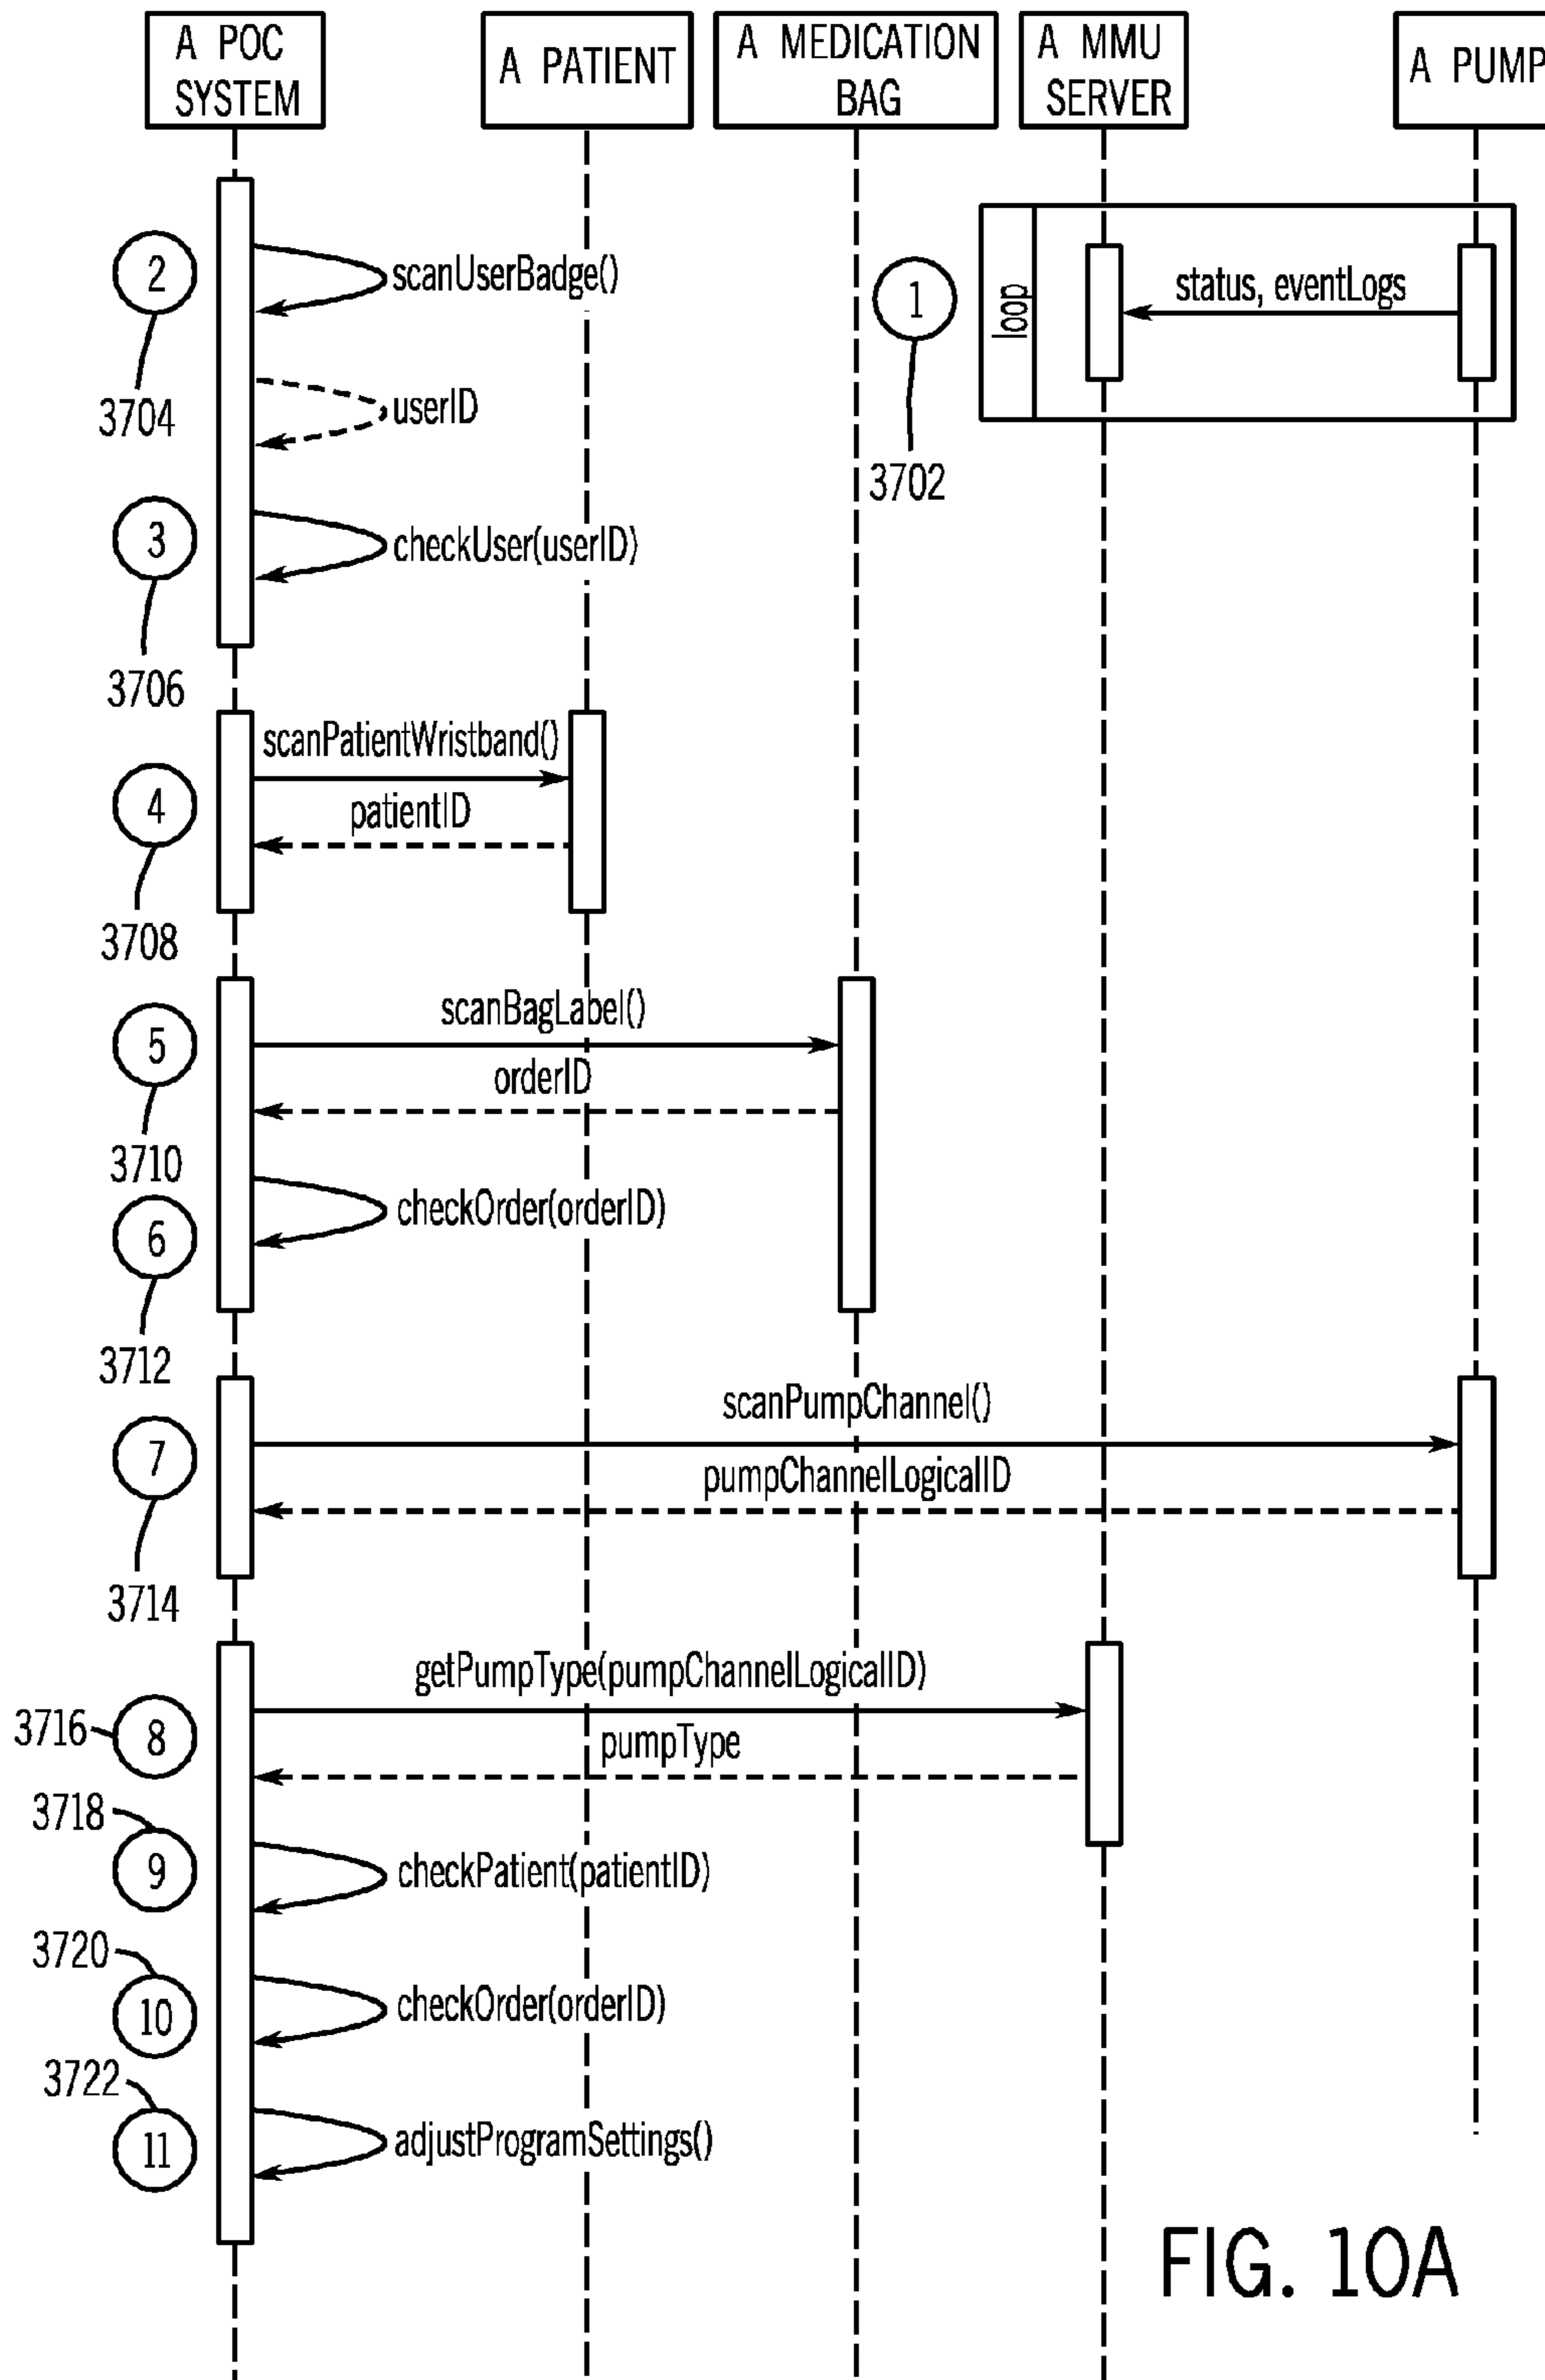 A POC
SYSTEM
A PATIENT
A MEDICATION
BAG
A MMU
SERVER
A PUMP
2
scanUserBadge()
1
loop
status, eventLogs
3704
userID
3702
3
checkUser(userID)
3706
scanPatientWristband()
4
patientID
3708
scanBagLabel()
5
orderID
3710
6
checkOrder(orderID)
3712
scanPumpChannel()
7
pumpChannelLogicalID
3714
getPumpType(pumpChannelLogicalID)
3716
8
pumpType
3718
9
checkPatient(patientID)
3720
10
checkOrder(orderID)
3722
11
adjustProgramSettings()
FIG. 10A